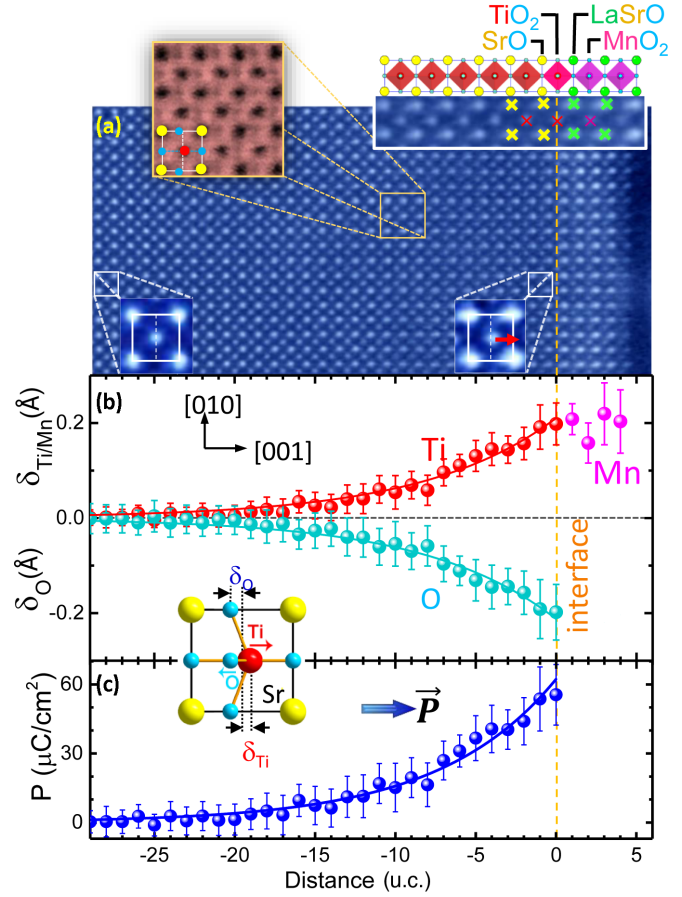 TiO₂ LaSrO
SrO MnO₂
(a)
(b)
[010]
[001]
Ti
Mn
O
interface
δTi/Mn(Å)
δO(Å)
0.2
0.0
-0.2
δO
Ti
O
Sr
δTi
(c)
P⃗
P (μC/cm²)
60
30
0
-25 -20 -15 -10 -5 0 5
Distance (u.c.)